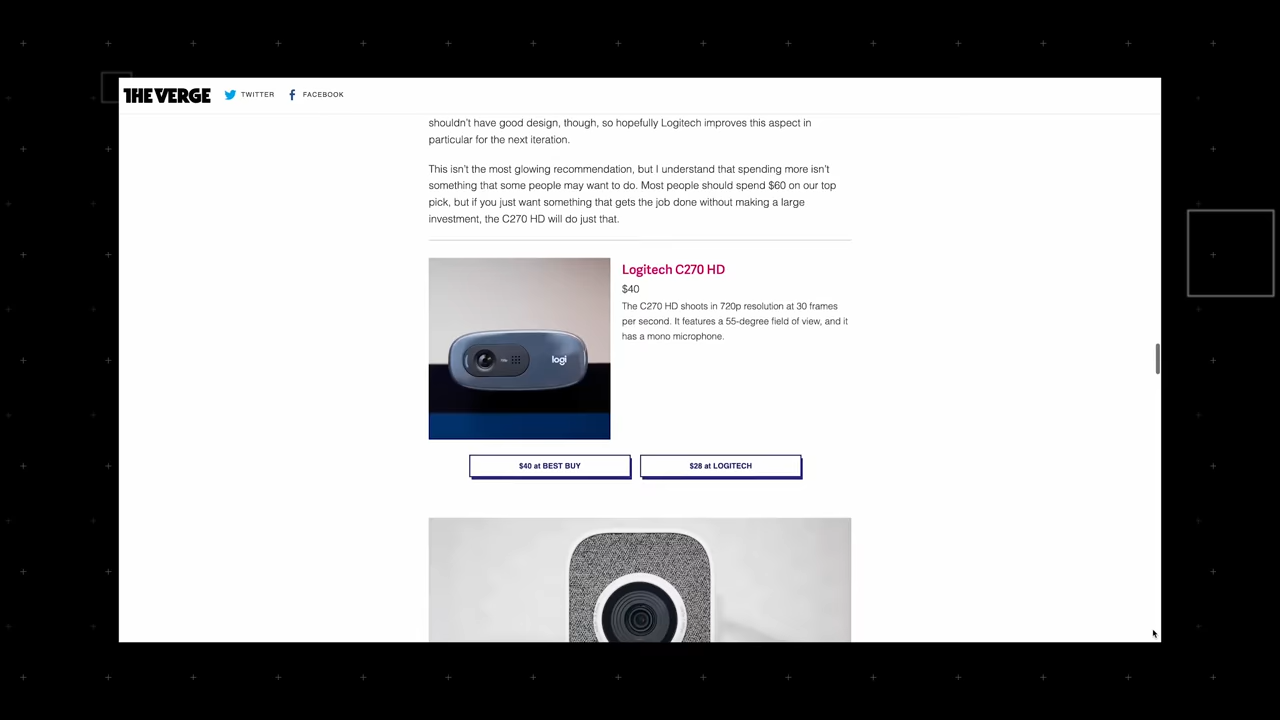 THE VERGE TWITTER FACEBOOK
shouldn't have good design, though, so hopefully Logitech improves this aspect in
particular for the next iteration.
This isn't the most glowing recommendation, but I understand that spending more isn't
something that some people may want to do. Most people should spend $60 on our top
pick, but if you just want something that gets the job done without making a large
investment, the C270 HD will do just that.
Logitech C270 HD
$40
The C270 HD shoots in 720p resolution at 30 frames
per second. It features a 55-degree field of view, and it
has a mono microphone.
logi
$40 at BEST BUY
$28 at LOGITECH